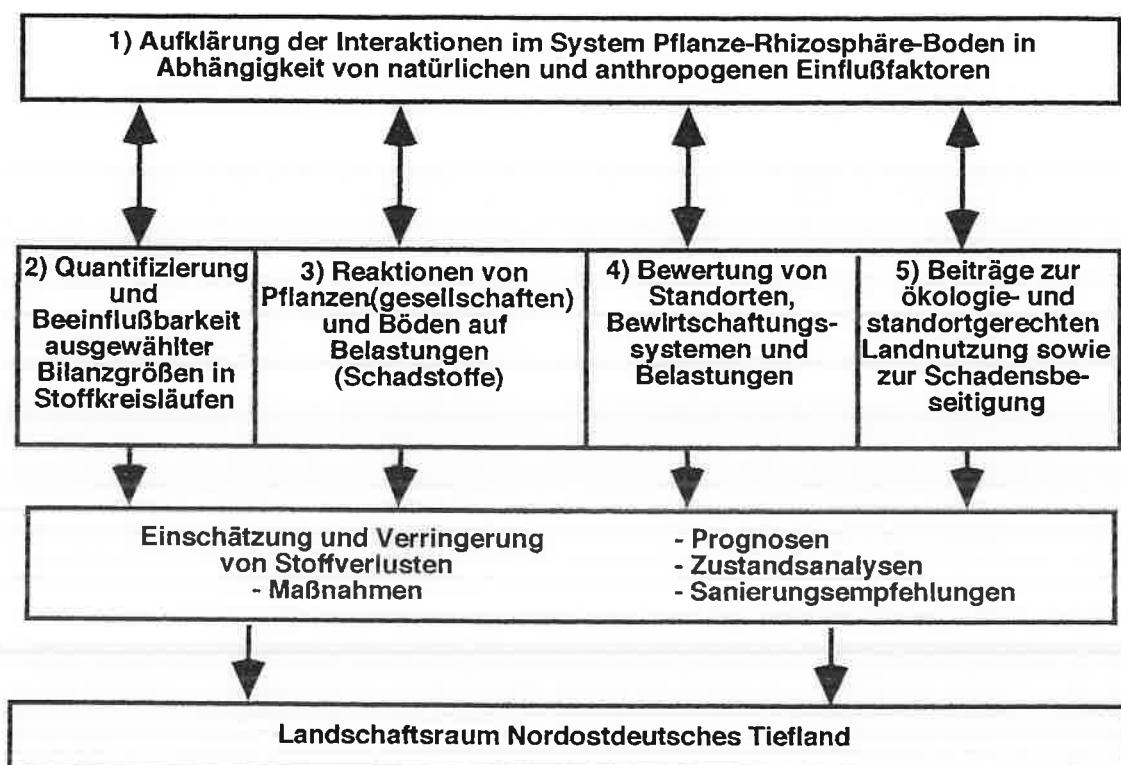 1) Aufklärung der Interaktionen im System Pflanze-Rhizosphäre-Boden in
Abhängigkeit von natürlichen und anthropogenen Einflußfaktoren
2) Quantifizierung
und
Beeinflußbarkeit
ausgewählter
Bilanzgrößen in
Stoffkreisläufen
3) Reaktionen von
Pflanzen(gesellschaften)
und Böden auf
Belastungen
(Schadstoffe)
4) Bewertung von
Standorten,
Bewirtschaftungs-
systemen und
Belastungen
5) Beiträge zur
ökologie- und
standortgerechten
Landnutzung sowie
zur Schadensbe-
seitigung
Einschätzung und Verringerung
von Stoffverlusten
- Maßnahmen
- Prognosen
- Zustandsanalysen
- Sanierungsempfehlungen
Landschaftsraum Nordostdeutsches Tiefland